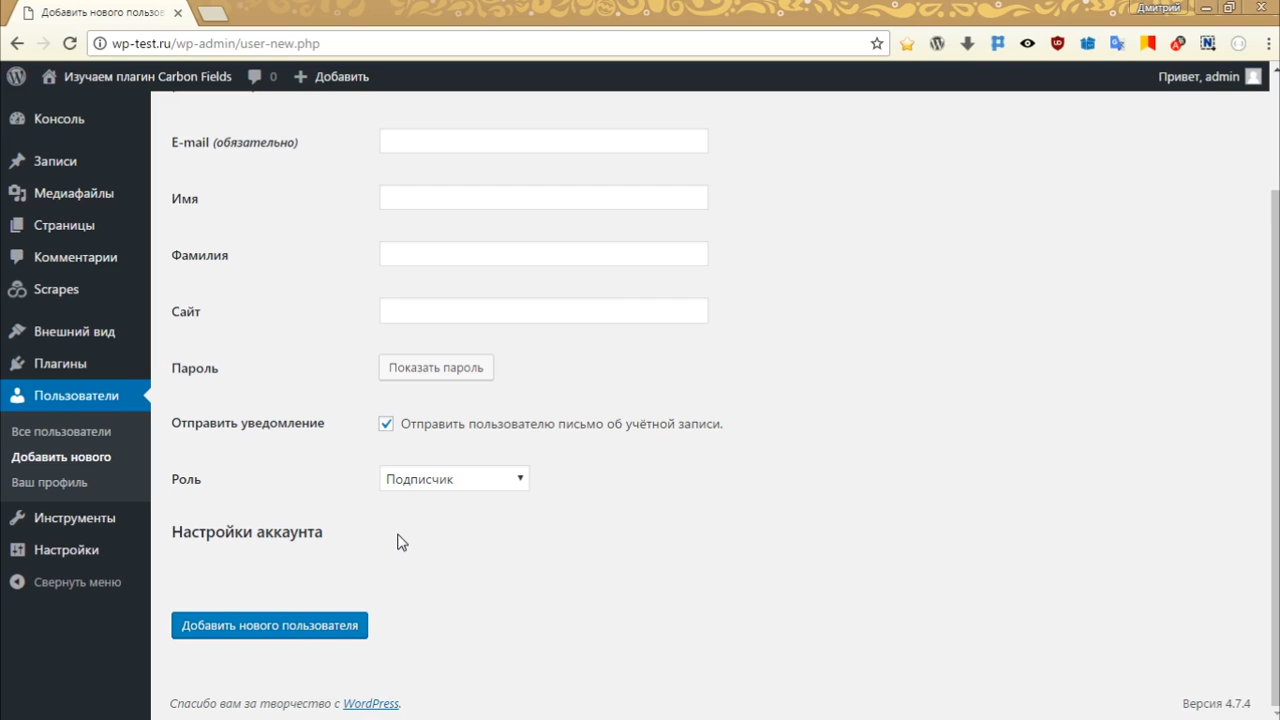 Добавить нового пользов
Дмитрий
wp-test.ru/wp-admin/user-new.php
Изучаем плагин Carbon Fields
0
Добавить
Привет, admin
Консоль
Записи
Медиафайлы
Страницы
Комментарии
Scrapes
Внешний вид
Плагины
Пользователи
Все пользователи
Добавить нового
Ваш профиль
Инструменты
Настройки
Свернуть меню
E-mail (обязательно)
Имя
Фамилия
Сайт
Пароль
Показать пароль
Отправить уведомление
Отправить пользователю письмо об учётной записи.
Роль
Подписчик
Настройки аккаунта
Добавить нового пользователя
Спасибо вам за творчество с WordPress.
Версия 4.7.4